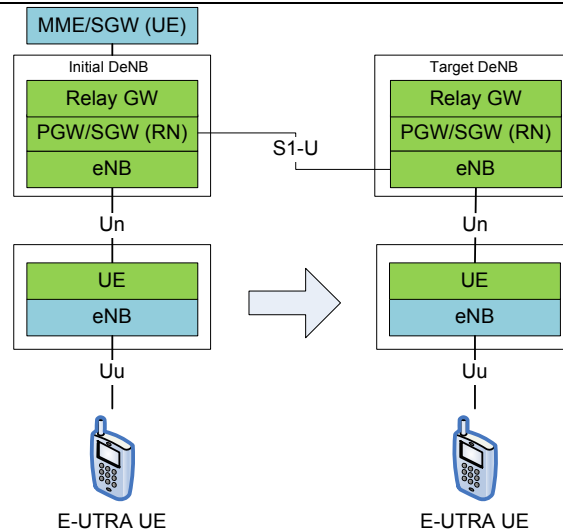 MME/SGW (UE)
Initial DeNB
Relay GW
PGW/SGW (RN)
eNB
Target DeNB
Relay GW
PGW/SGW (RN)
eNB
S1-U
Un
Un
UE
eNB
UE
eNB
Uu
Uu
E-UTRA UE
E-UTRA UE